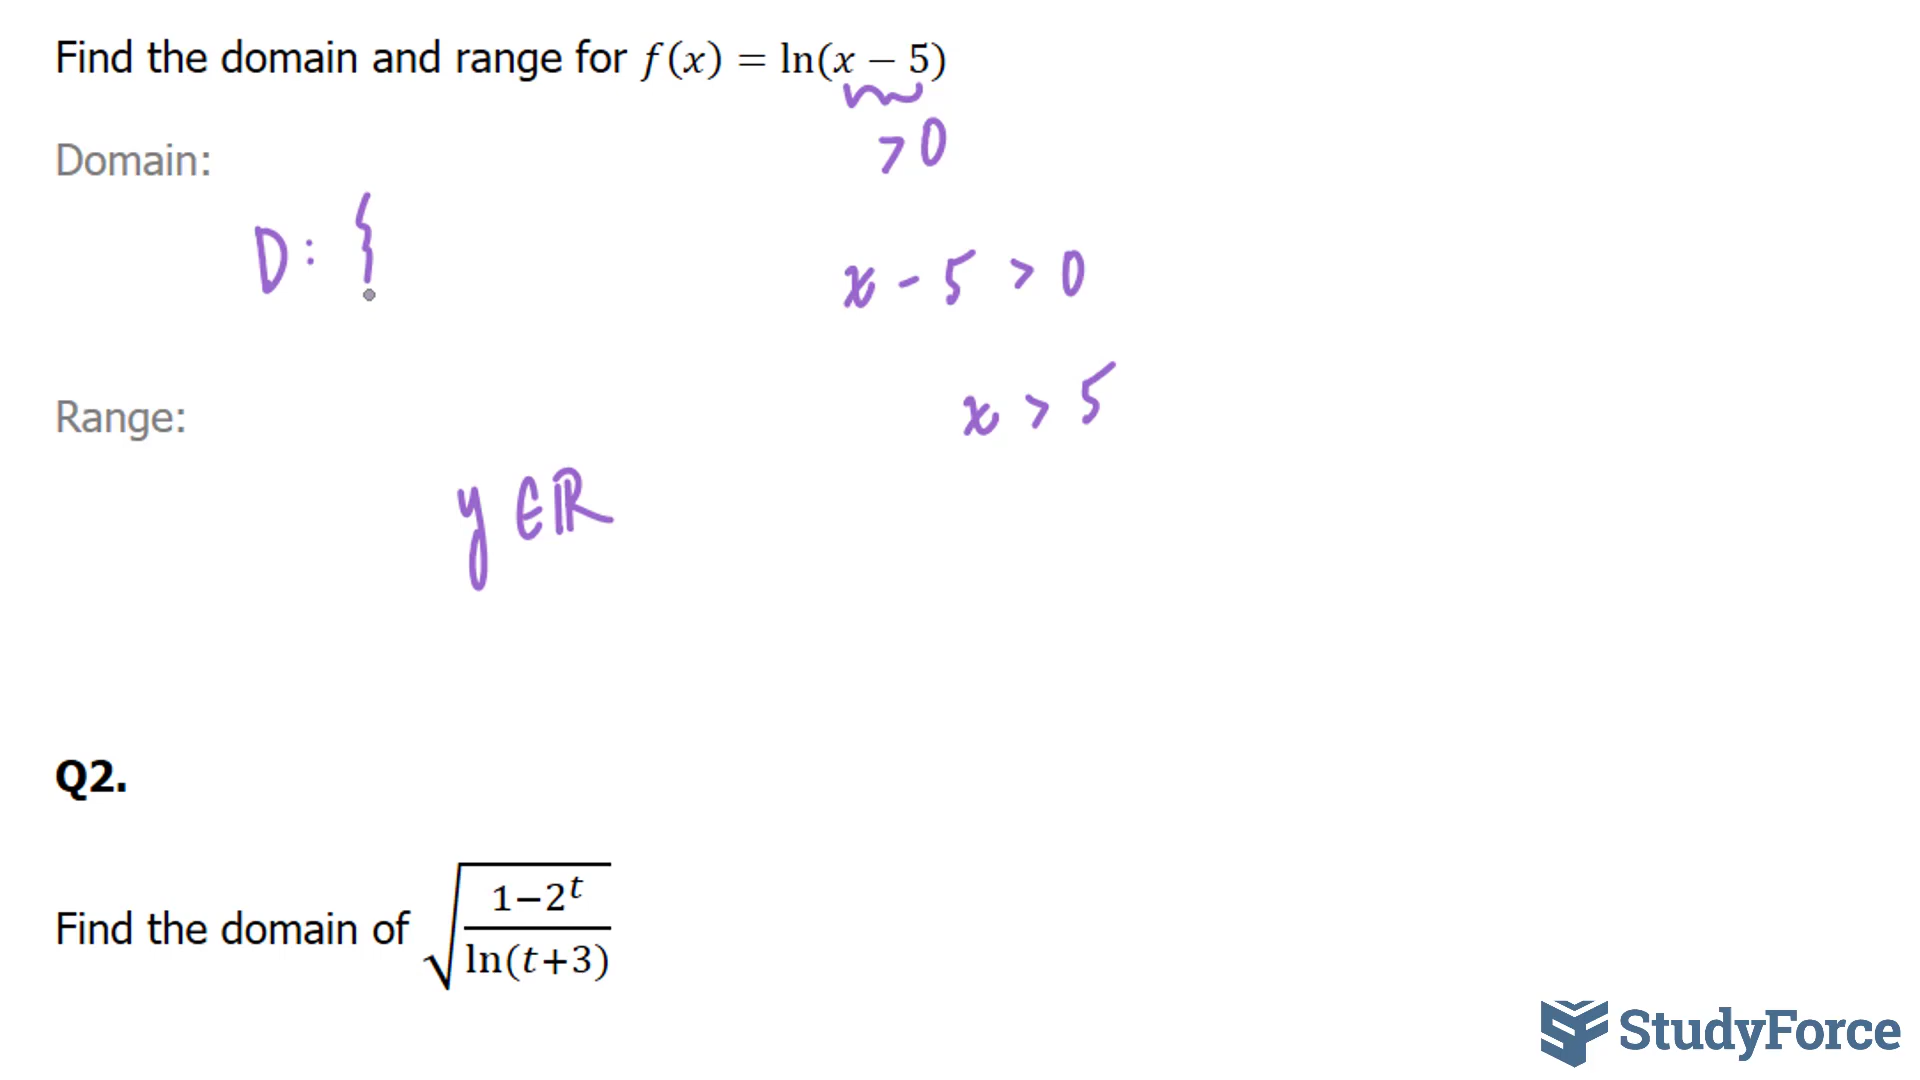 Find the domain and range for f(x) = ln(x − 5)
> 0
Domain:
D: {
x - 5 > 0
x > 5
Range:
y ∈ ℝ
Q2.
Find the domain of √((1−2^t)/(ln(t+3)))
StudyForce